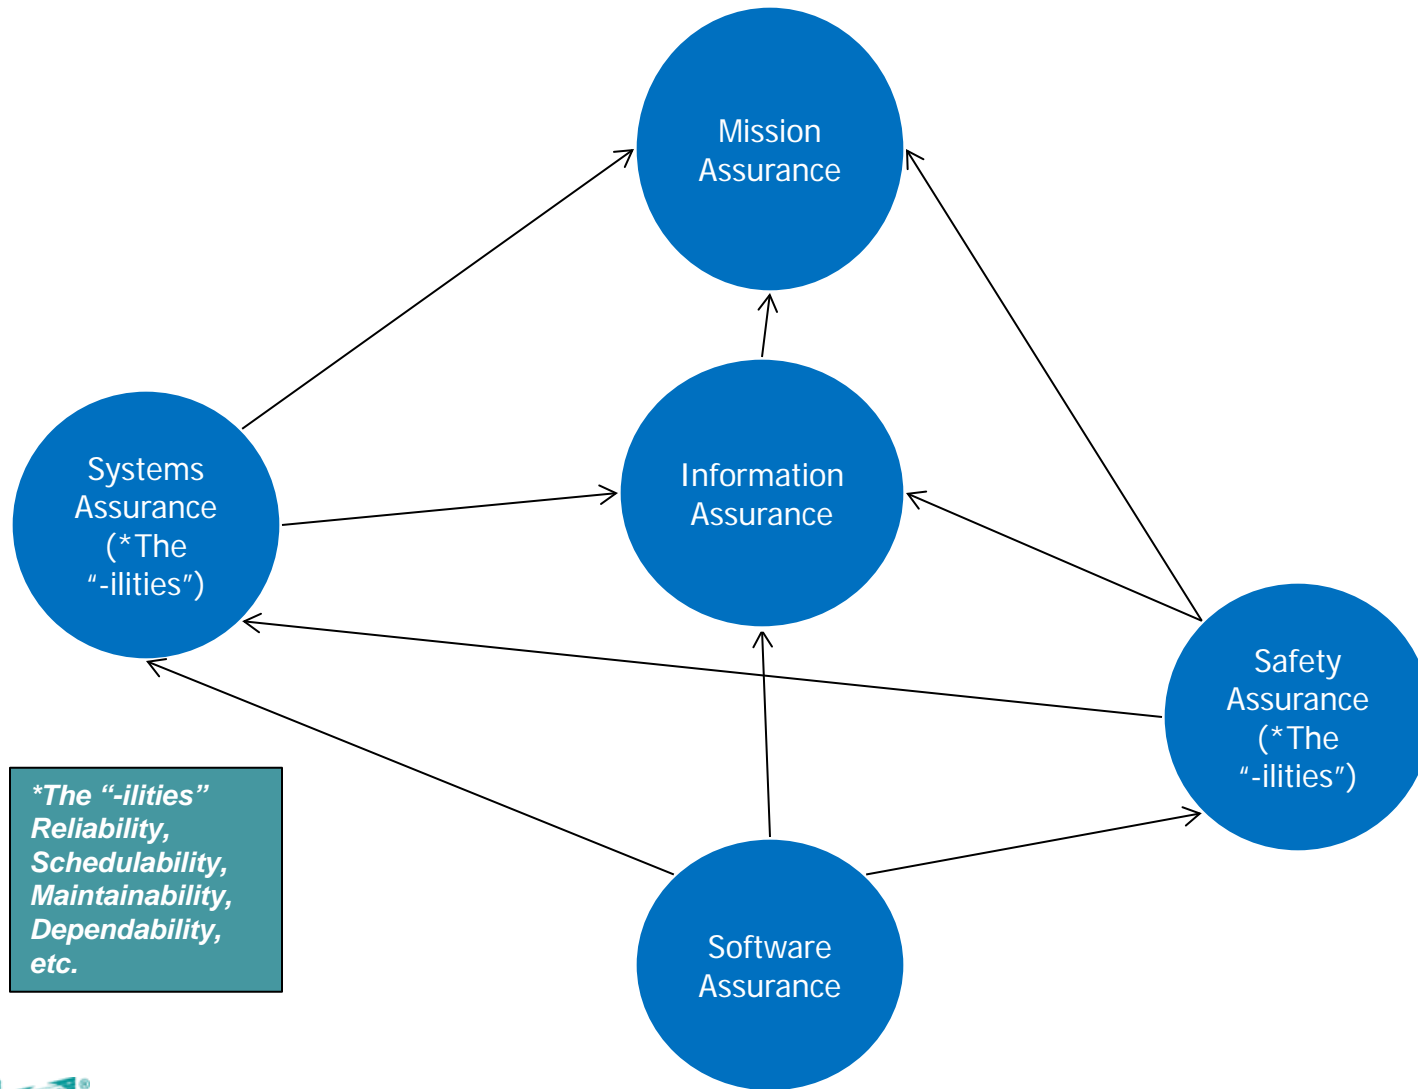 Mission
Assurance
Systems
Assurance
(*The
“-ilities”)
Information
Assurance
Safety
Assurance
(*The
“-ilities”)
*The “-ilities”
Reliability,
Schedulability,
Maintainability,
Dependability,
etc.
Software
Assurance
®